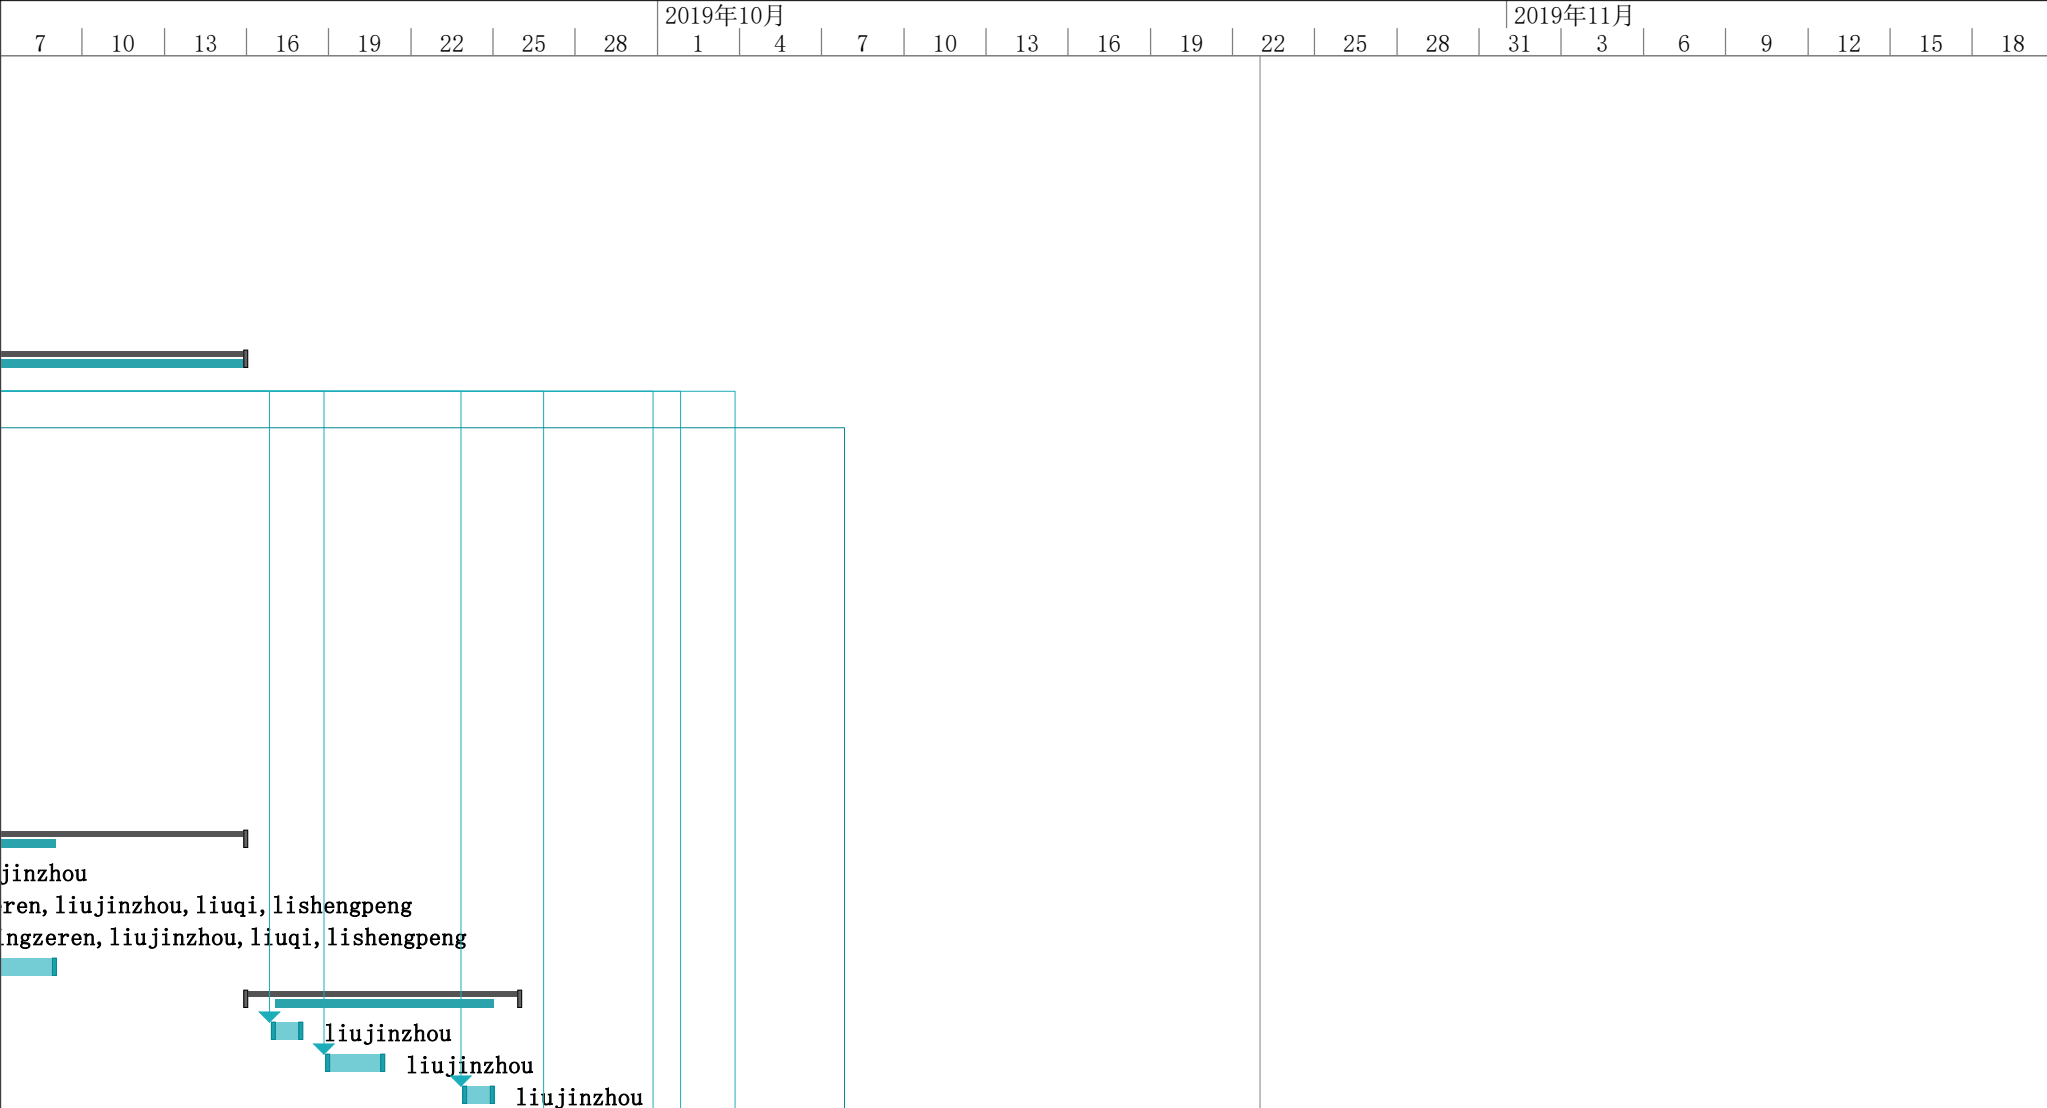 2019年10月 2019年11月
7 10 13 16 19 22 25 28 1 4 7 10 13 16 19 22 25 28 31 3 6 9 12 15 18
jinzhou
ren,liujinzhou,liuqi,lishengpeng
ingzeren,liujinzhou,liuqi,lishengpeng
liujinzhou
liujinzhou
liujinzhou